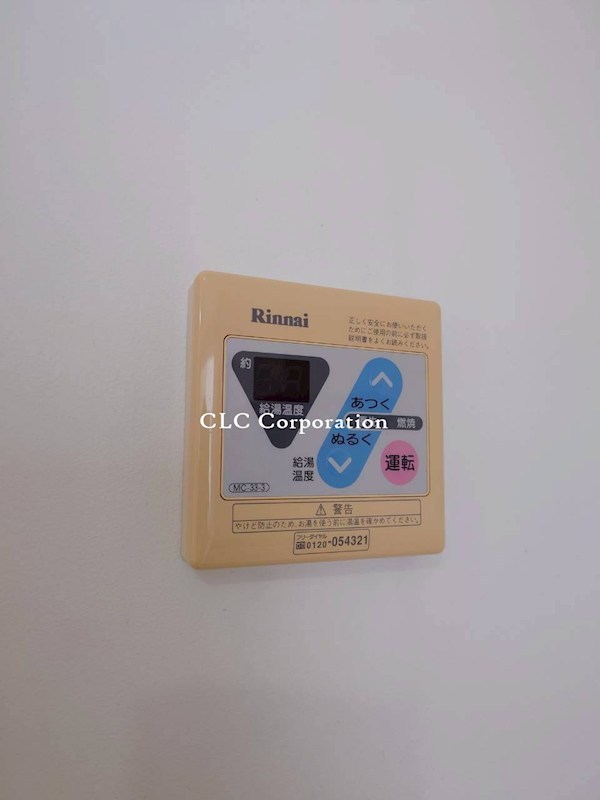 Rinnai
正しく安全にお使いいただく
ためにご使用の前に必ず取扱
説明書をよくお読みください。
約
給湯温度
あつく
燃焼
ぬるく
給湯
温度
運転
MC-33-3
CLC Corporation
⚠ 警告
やけど防止のため、お湯を使う前に湯温を確かめてください。
フリーダイヤル
0120-054321